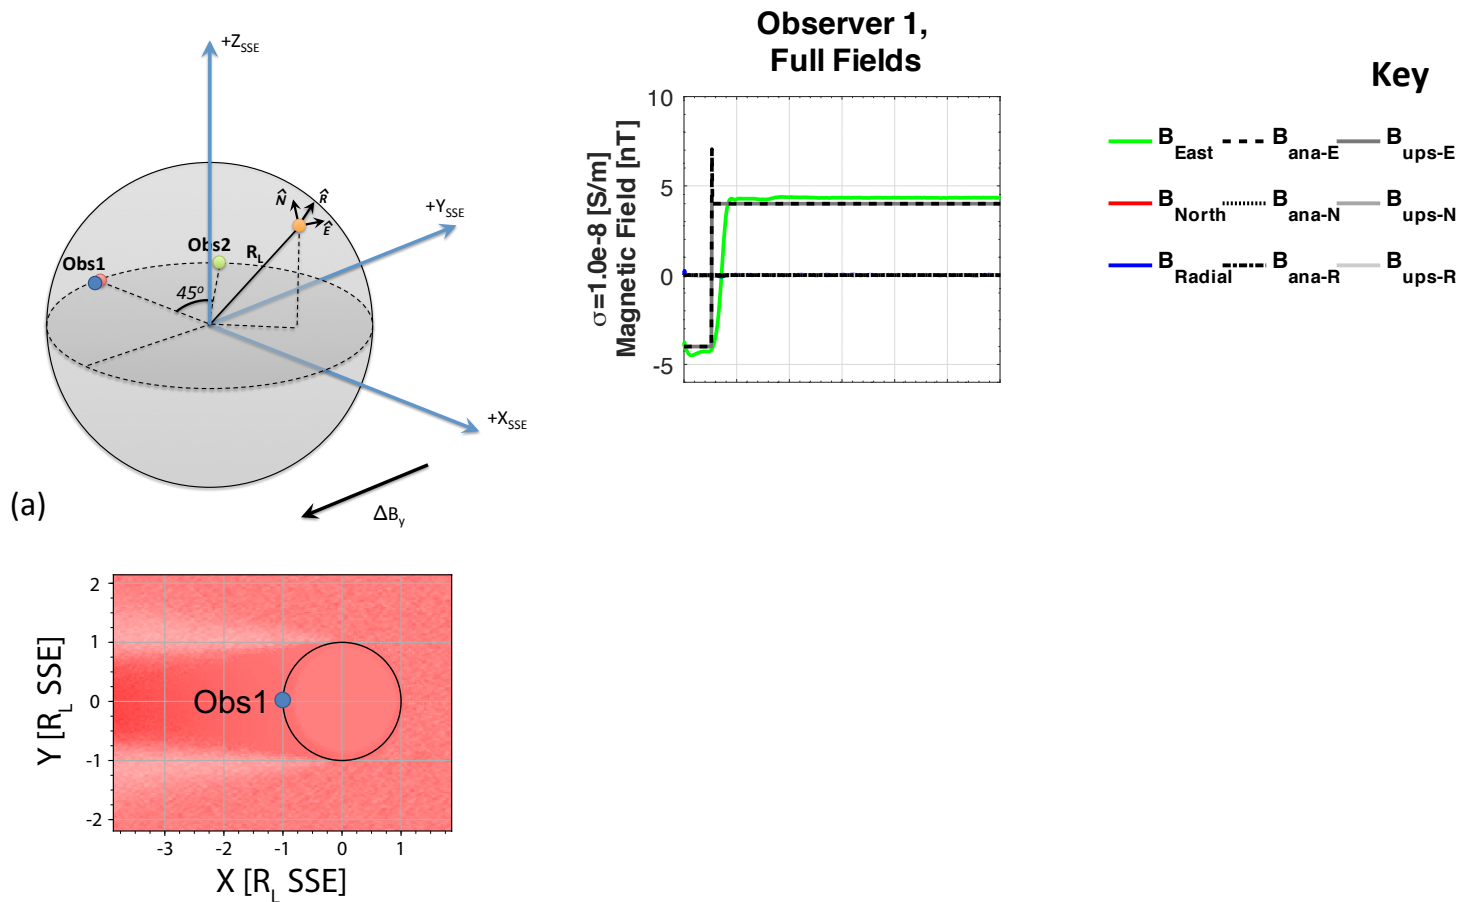 +Z_SSE
N̂
R̂
Ê
+Y_SSE
Obs2
R_L
Obs1
45°
+X_SSE
(a)
ΔB_y
Observer 1,
Full Fields
σ=1.0e-8 [S/m]
Magnetic Field [nT]
10
5
0
-5
Key
B_East B_ana-E B_ups-E
B_North B_ana-N B_ups-N
B_Radial B_ana-R B_ups-R
2
1
0
-1
-2
Y [R_L SSE]
Obs1
-3 -2 -1 0 1
X [R_L SSE]